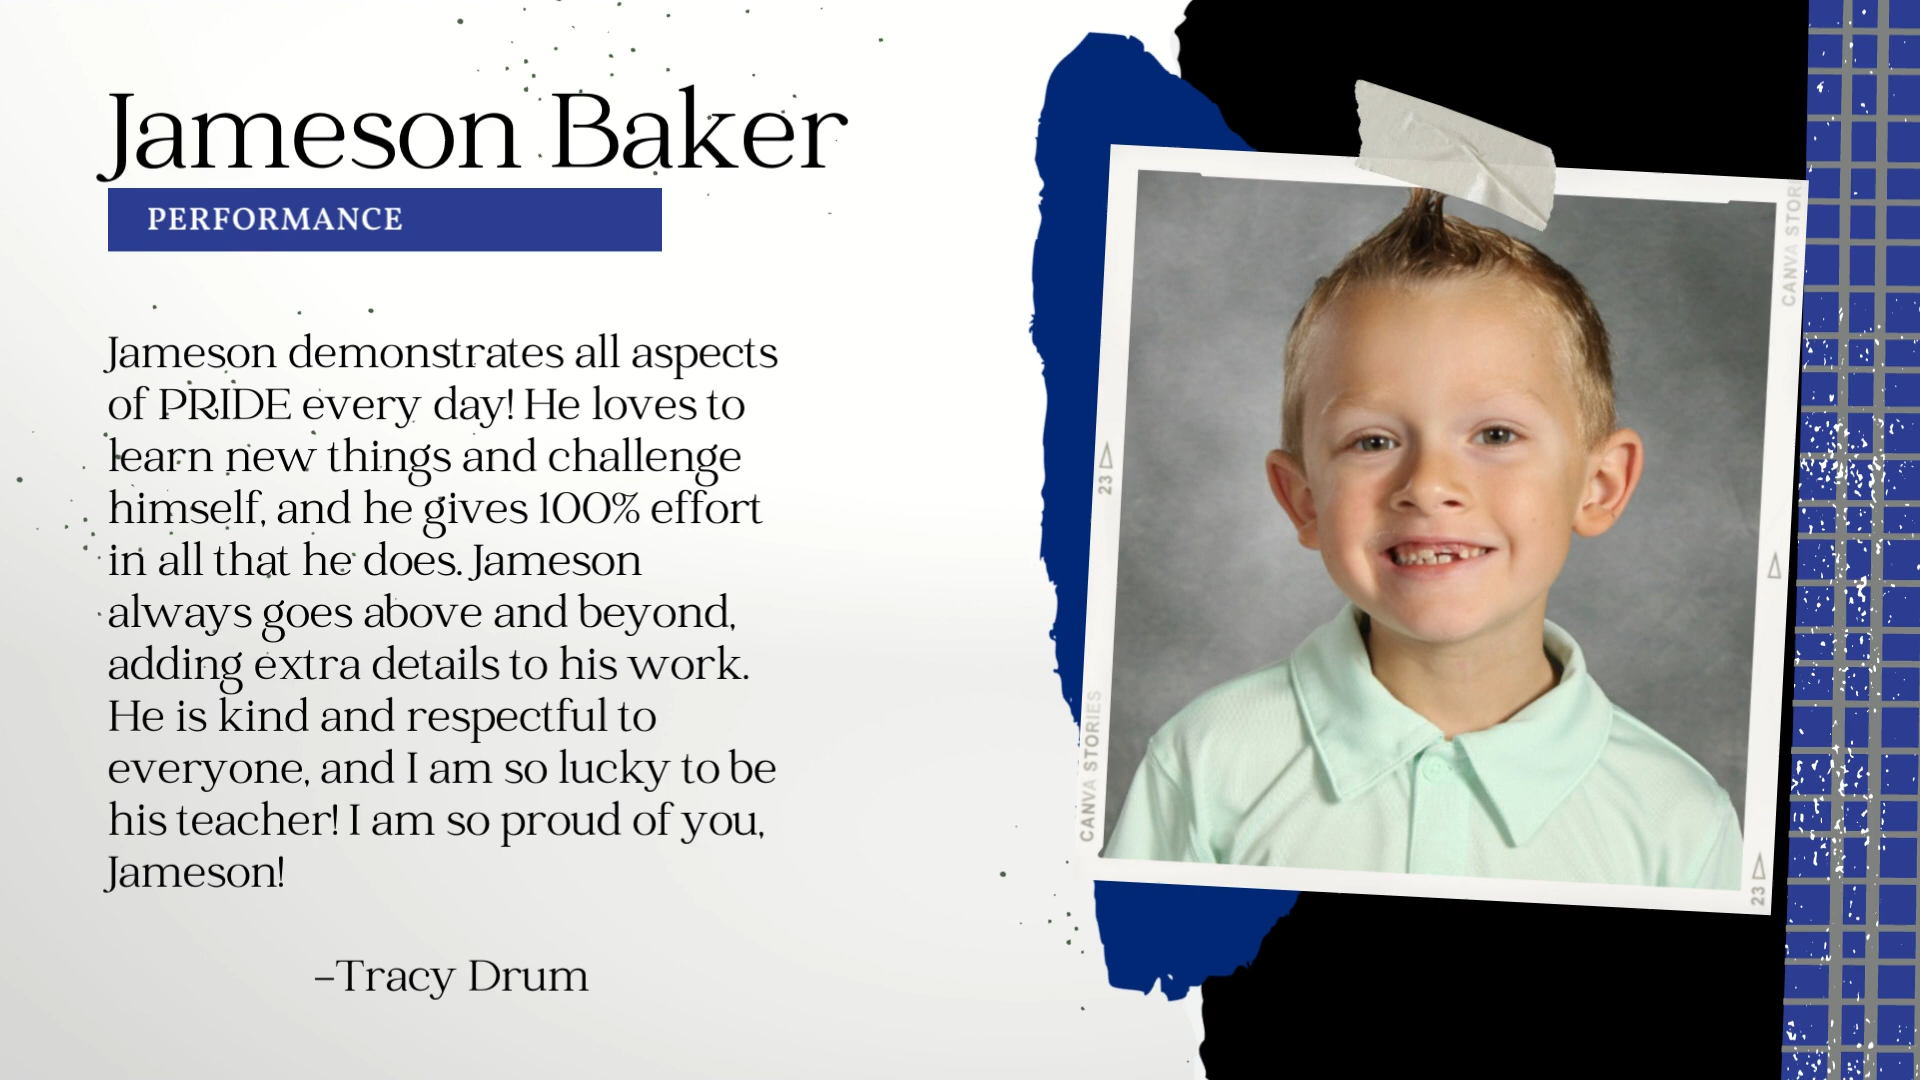 Jameson Baker
PERFORMANCE
Jameson demonstrates all aspects
of PRIDE every day! He loves to
learn new things and challenge
himself, and he gives 100% effort
in all that he does. Jameson
always goes above and beyond,
adding extra details to his work.
He is kind and respectful to
everyone, and I am so lucky to be
his teacher! I am so proud of you,
Jameson!
–Tracy Drum
23
CANVA STORIES
CANVA STORI
23